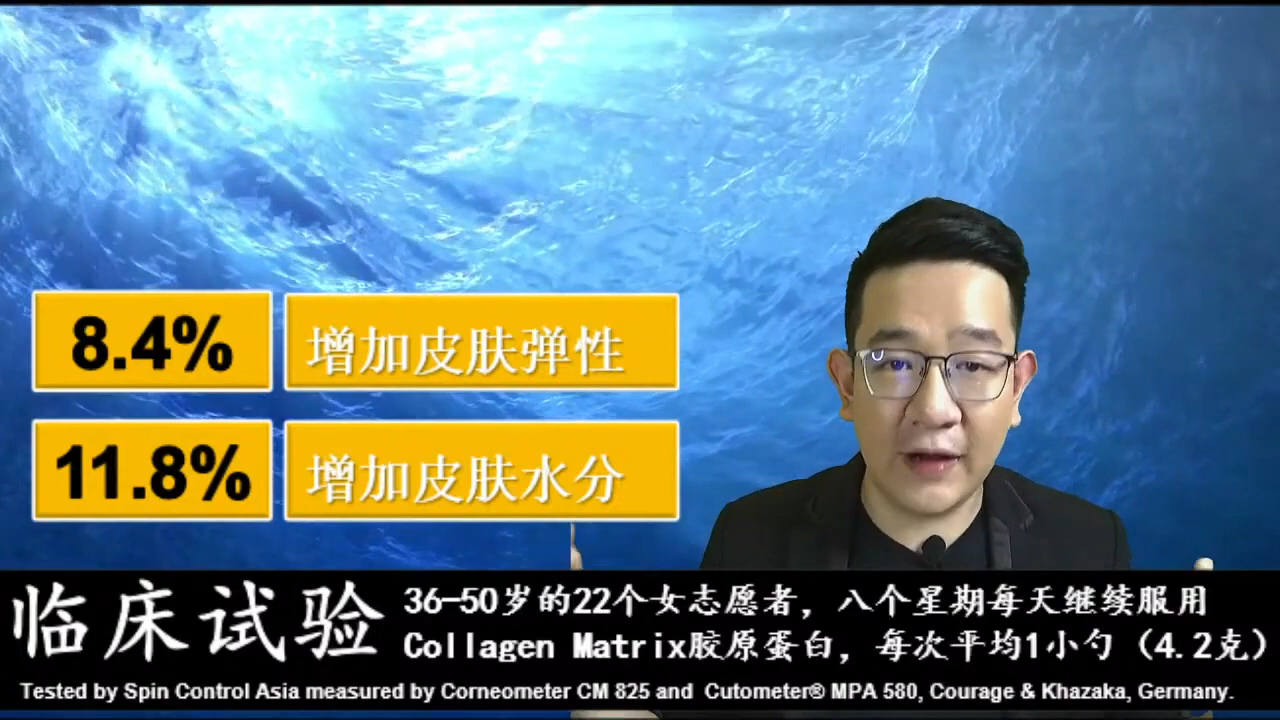 8.4%
增加皮肤弹性
11.8%
增加皮肤水分
临床试验
36-50岁的22个女志愿者，八个星期每天继续服用
Collagen Matrix胶原蛋白，每次平均1小勺（4.2克）
Tested by Spin Control Asia measured by Corneometer CM 825 and Cutometer® MPA 580, Courage & Khazaka, Germany.